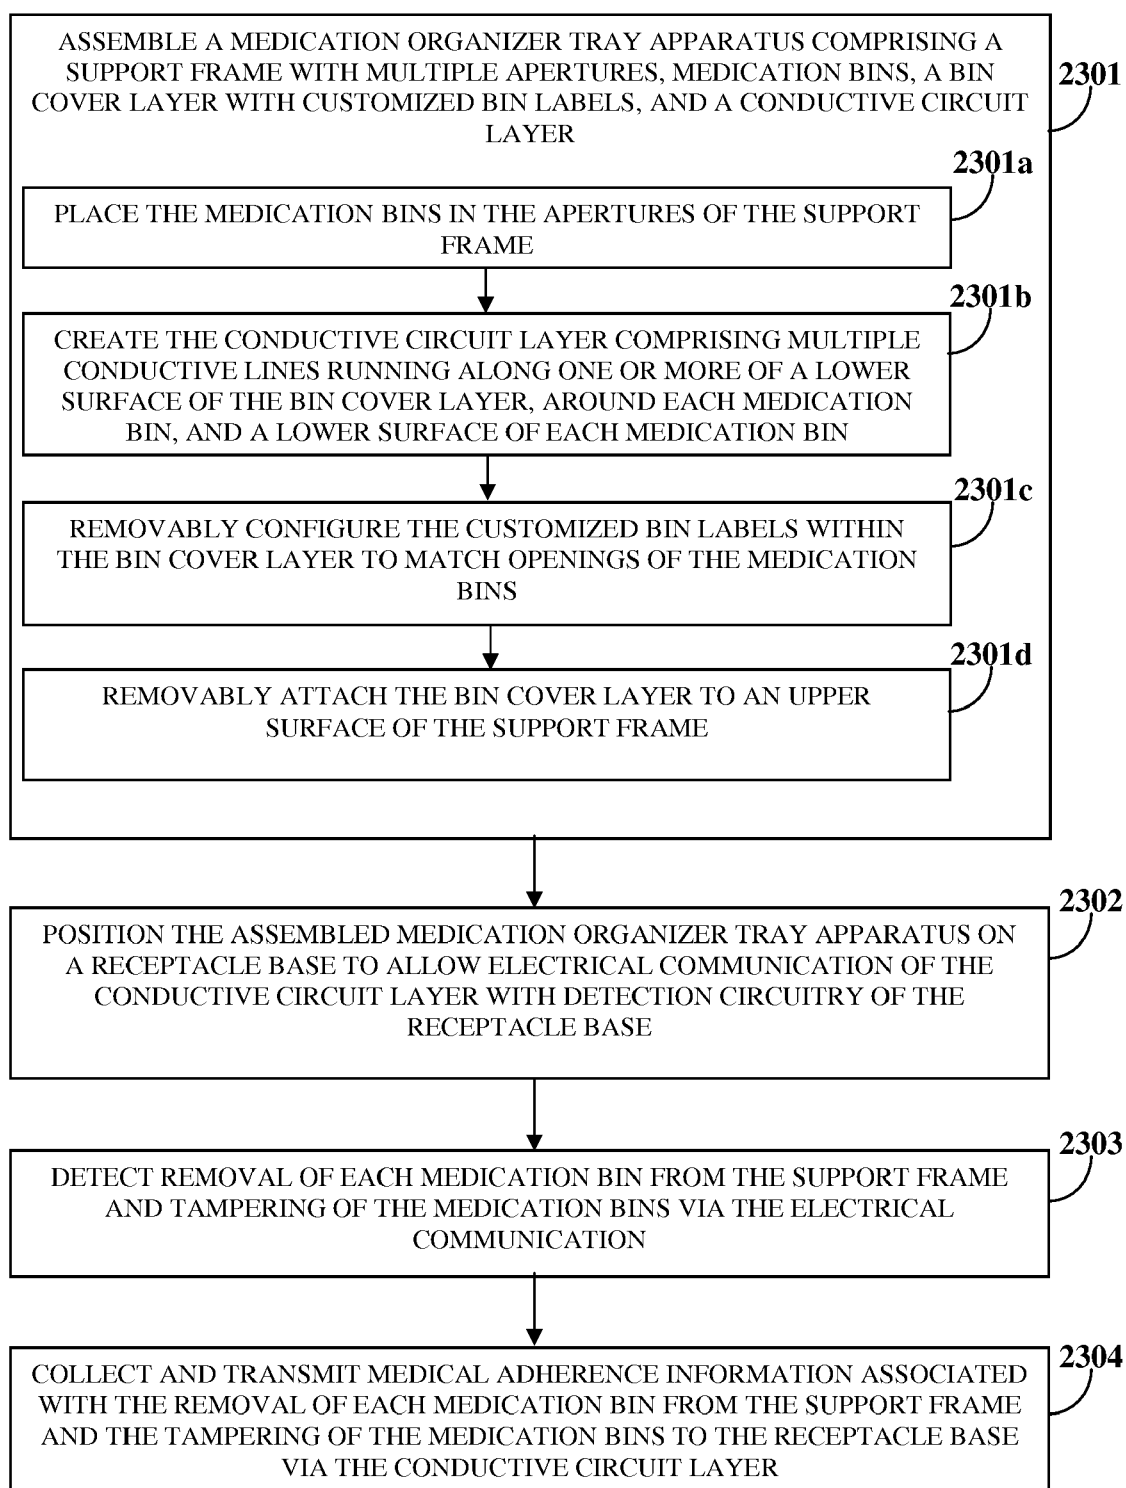 ASSEMBLE A MEDICATION ORGANIZER TRAY APPARATUS COMPRISING A
SUPPORT FRAME WITH MULTIPLE APERTURES, MEDICATION BINS, A BIN
COVER LAYER WITH CUSTOMIZED BIN LABELS, AND A CONDUCTIVE CIRCUIT
LAYER
2301
2301a
PLACE THE MEDICATION BINS IN THE APERTURES OF THE SUPPORT
FRAME
2301b
CREATE THE CONDUCTIVE CIRCUIT LAYER COMPRISING MULTIPLE
CONDUCTIVE LINES RUNNING ALONG ONE OR MORE OF A LOWER
SURFACE OF THE BIN COVER LAYER, AROUND EACH MEDICATION
BIN, AND A LOWER SURFACE OF EACH MEDICATION BIN
2301c
REMOVABLY CONFIGURE THE CUSTOMIZED BIN LABELS WITHIN
THE BIN COVER LAYER TO MATCH OPENINGS OF THE MEDICATION
BINS
2301d
REMOVABLY ATTACH THE BIN COVER LAYER TO AN UPPER
SURFACE OF THE SUPPORT FRAME
2302
POSITION THE ASSEMBLED MEDICATION ORGANIZER TRAY APPARATUS ON
A RECEPTACLE BASE TO ALLOW ELECTRICAL COMMUNICATION OF THE
CONDUCTIVE CIRCUIT LAYER WITH DETECTION CIRCUITRY OF THE
RECEPTACLE BASE
2303
DETECT REMOVAL OF EACH MEDICATION BIN FROM THE SUPPORT FRAME
AND TAMPERING OF THE MEDICATION BINS VIA THE ELECTRICAL
COMMUNICATION
2304
COLLECT AND TRANSMIT MEDICAL ADHERENCE INFORMATION ASSOCIATED
WITH THE REMOVAL OF EACH MEDICATION BIN FROM THE SUPPORT FRAME
AND THE TAMPERING OF THE MEDICATION BINS TO THE RECEPTACLE BASE
VIA THE CONDUCTIVE CIRCUIT LAYER